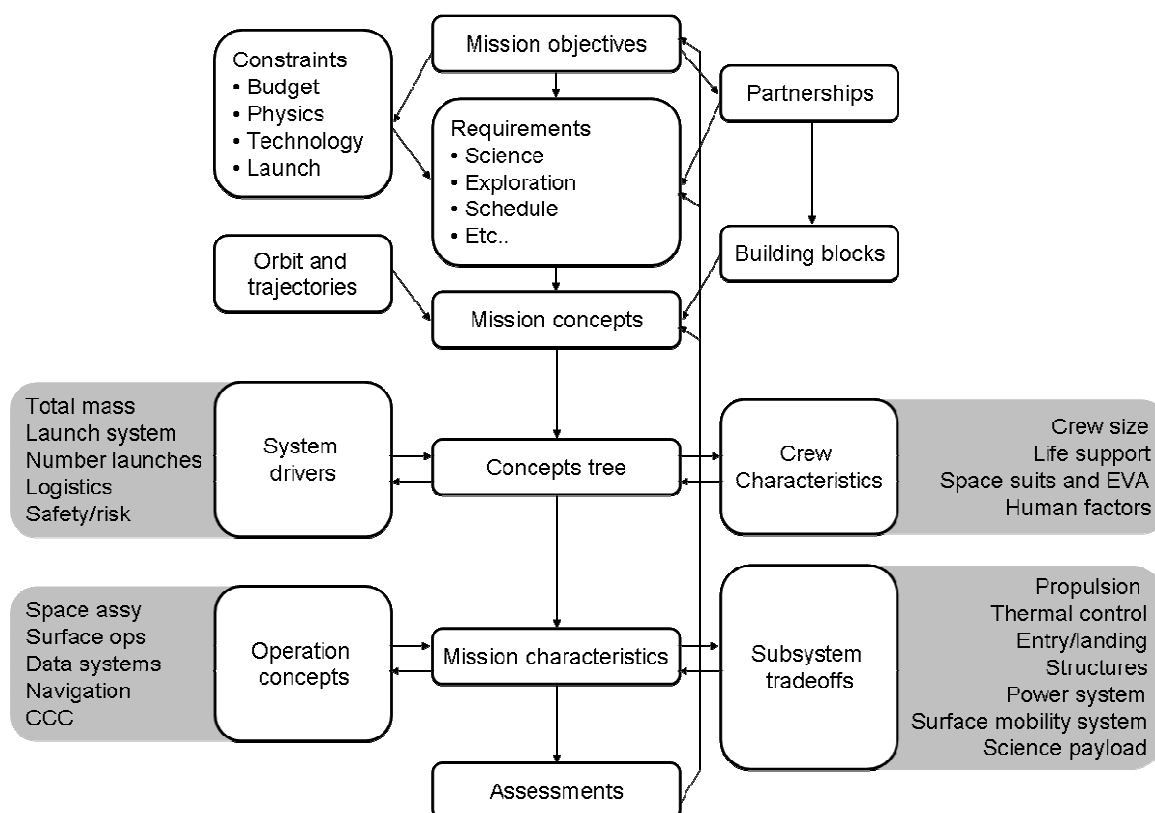 Mission objectives
Constraints
• Budget
• Physics
• Technology
• Launch
Partnerships
Requirements
• Science
• Exploration
• Schedule
• Etc..
Orbit and
trajectories
Building blocks
Mission concepts
Total mass
Launch system
Number launches
Logistics
Safety/risk
System
drivers
Concepts tree
Crew
Characteristics
Crew size
Life support
Space suits and EVA
Human factors
Space assy
Surface ops
Data systems
Navigation
CCC
Operation
concepts
Mission characteristics
Subsystem
tradeoffs
Propulsion
Thermal control
Entry/landing
Structures
Power system
Surface mobility system
Science payload
Assessments